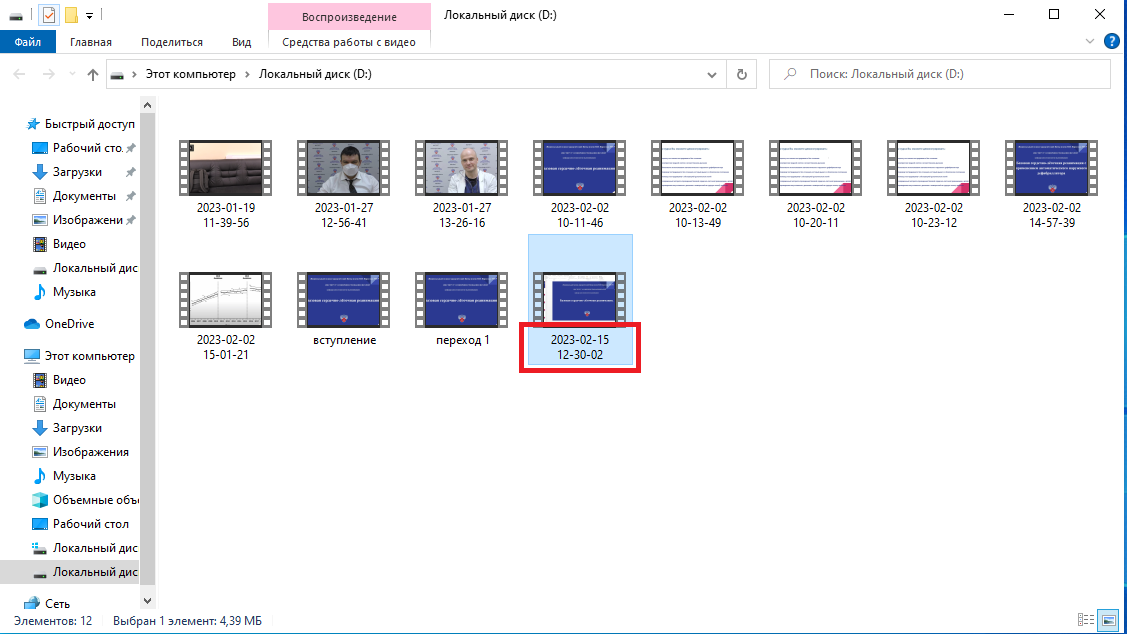 Воспроизведение
Локальный диск (D:)
Файл
Главная
Поделиться
Вид
Средства работы с видео
?
Этот компьютер
Локальный диск (D:)
Поиск: Локальный диск (D:)
Быстрый доступ
Рабочий сто.
Загрузки
Документы
Изображени
Видео
Локальный дис
Музыка
OneDrive
Этот компьютер
Видео
Документы
Загрузки
Изображения
Музыка
Объемные объ
Рабочий стол
Локальный дис
Локальный дис
Сеть
2023-01-19
11-39-56
2023-01-27
12-56-41
2023-01-27
13-26-16
2023-02-02
10-11-46
2023-02-02
10-13-49
2023-02-02
10-20-11
2023-02-02
10-23-12
2023-02-02
14-57-39
2023-02-02
15-01-21
вступление
переход 1
2023-02-15
12-30-02
Элементов: 12
Выбран 1 элемент: 4,39 МБ